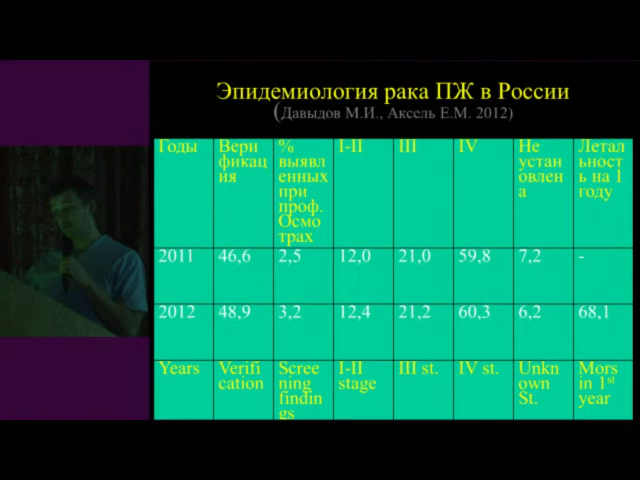 Эпидемиология рака ПЖ в России
(Давыдов М.И., Аксель Е.М. 2012)
Годы Вери фикац ия % выявл енных при проф. Осмо трах I-II III IV Не устан овлен а Летал ьност ь на 1 году
2011 46,6 2,5 12,0 21,0 59,8 7,2 -
2012 48,9 3,2 12,4 21,2 60,3 6,2 68,1
Years Verifi cation Scree ning findin gs I-II stage III st. IV st. Unkn own St. Mors in 1st year